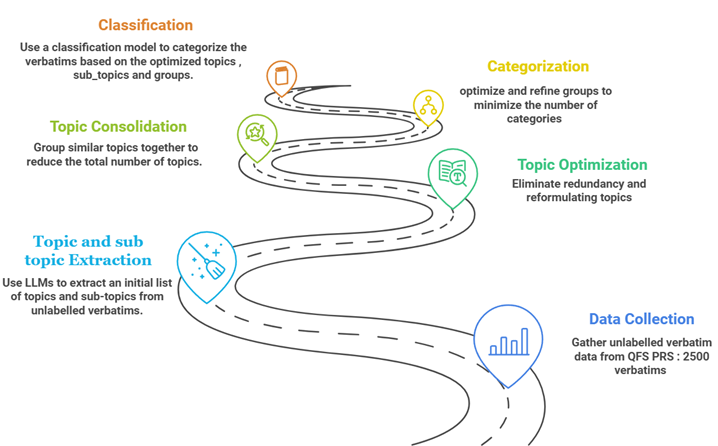 Classification
Use a classification model to categorize the
verbatims based on the optimized topics ,
sub_topics and groups.
Categorization
optimize and refine groups to
minimize the number of
categories
Topic Consolidation
Group similar topics together to
reduce the total number of topics.
Topic Optimization
Eliminate redundancy and
reformulating topics
T
Topic and sub
topic Extraction
Use LLMs to extract an initial list
of topics and sub-topics from
unlabelled verbatims.
Data Collection
Gather unlabelled verbatim
data from QFS PRS : 2500
verbatims